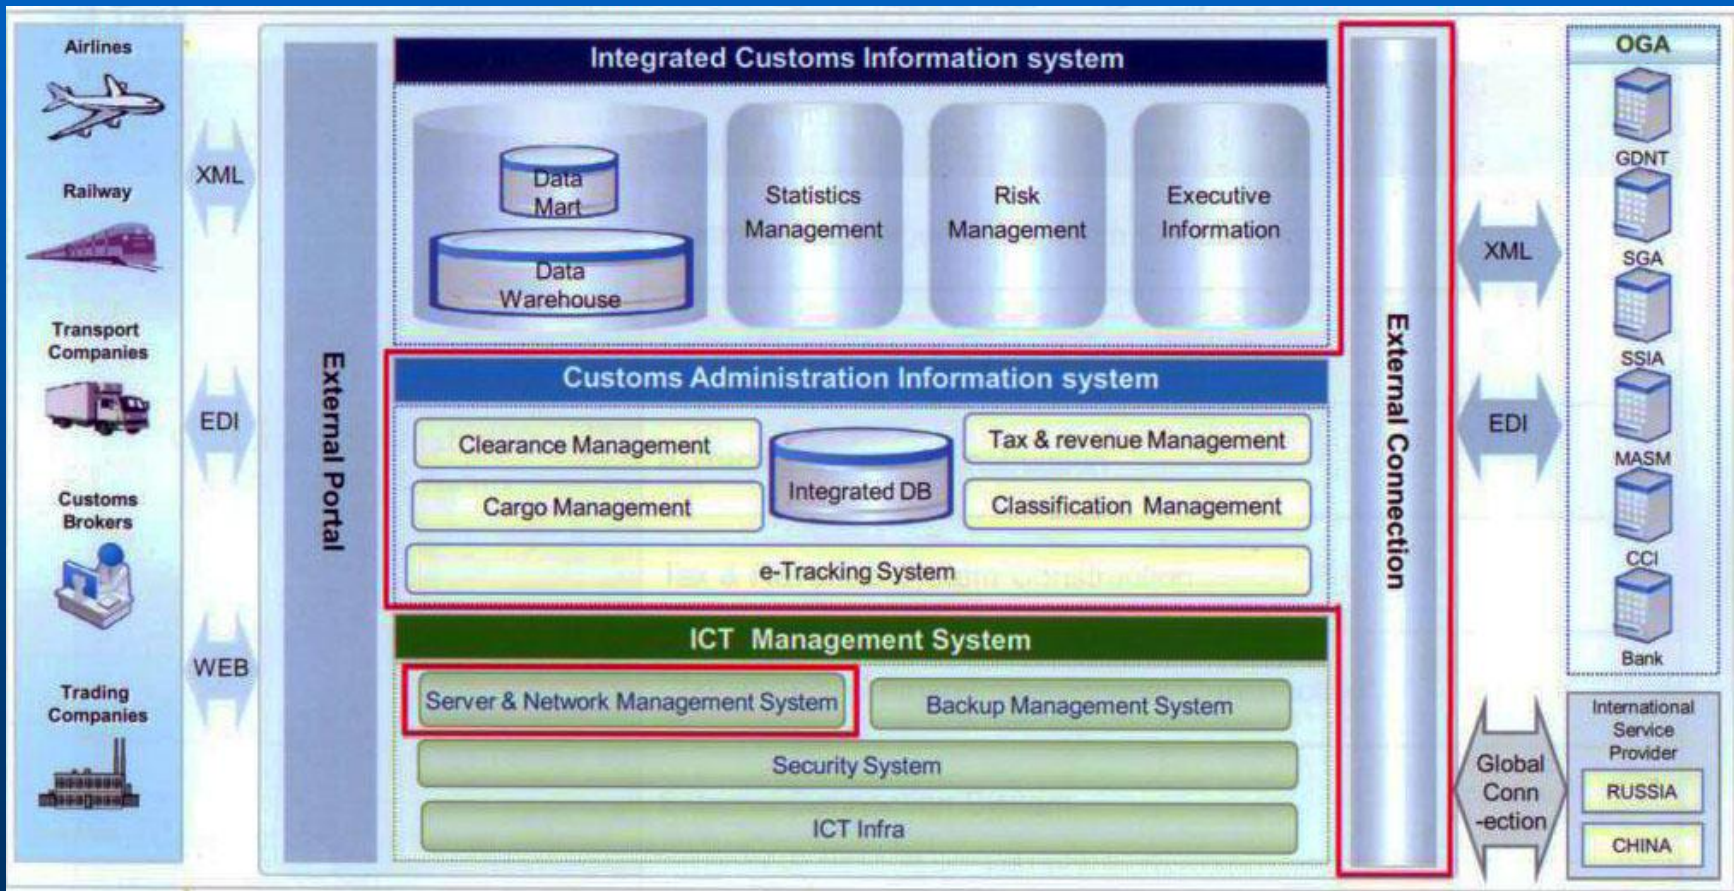 Airlines
Railway
Transport
Companies
Customs
Brokers
Trading
Companies
XML
EDI
WEB
External Portal
Integrated Customs Information system
Data
Mart
Data
Warehouse
Statistics
Management
Risk
Management
Executive
Information
Customs Administration Information system
Clearance Management
Cargo Management
Integrated DB
Tax & revenue Management
Classification Management
e-Tracking System
ICT Management System
Server & Network Management System
Backup Management System
Security System
ICT Infra
External Connection
XML
EDI
Global
Conn
-ection
OGA
GDNT
SGA
SSIA
MASM
CCI
Bank
International
Service
Provider
RUSSIA
CHINA